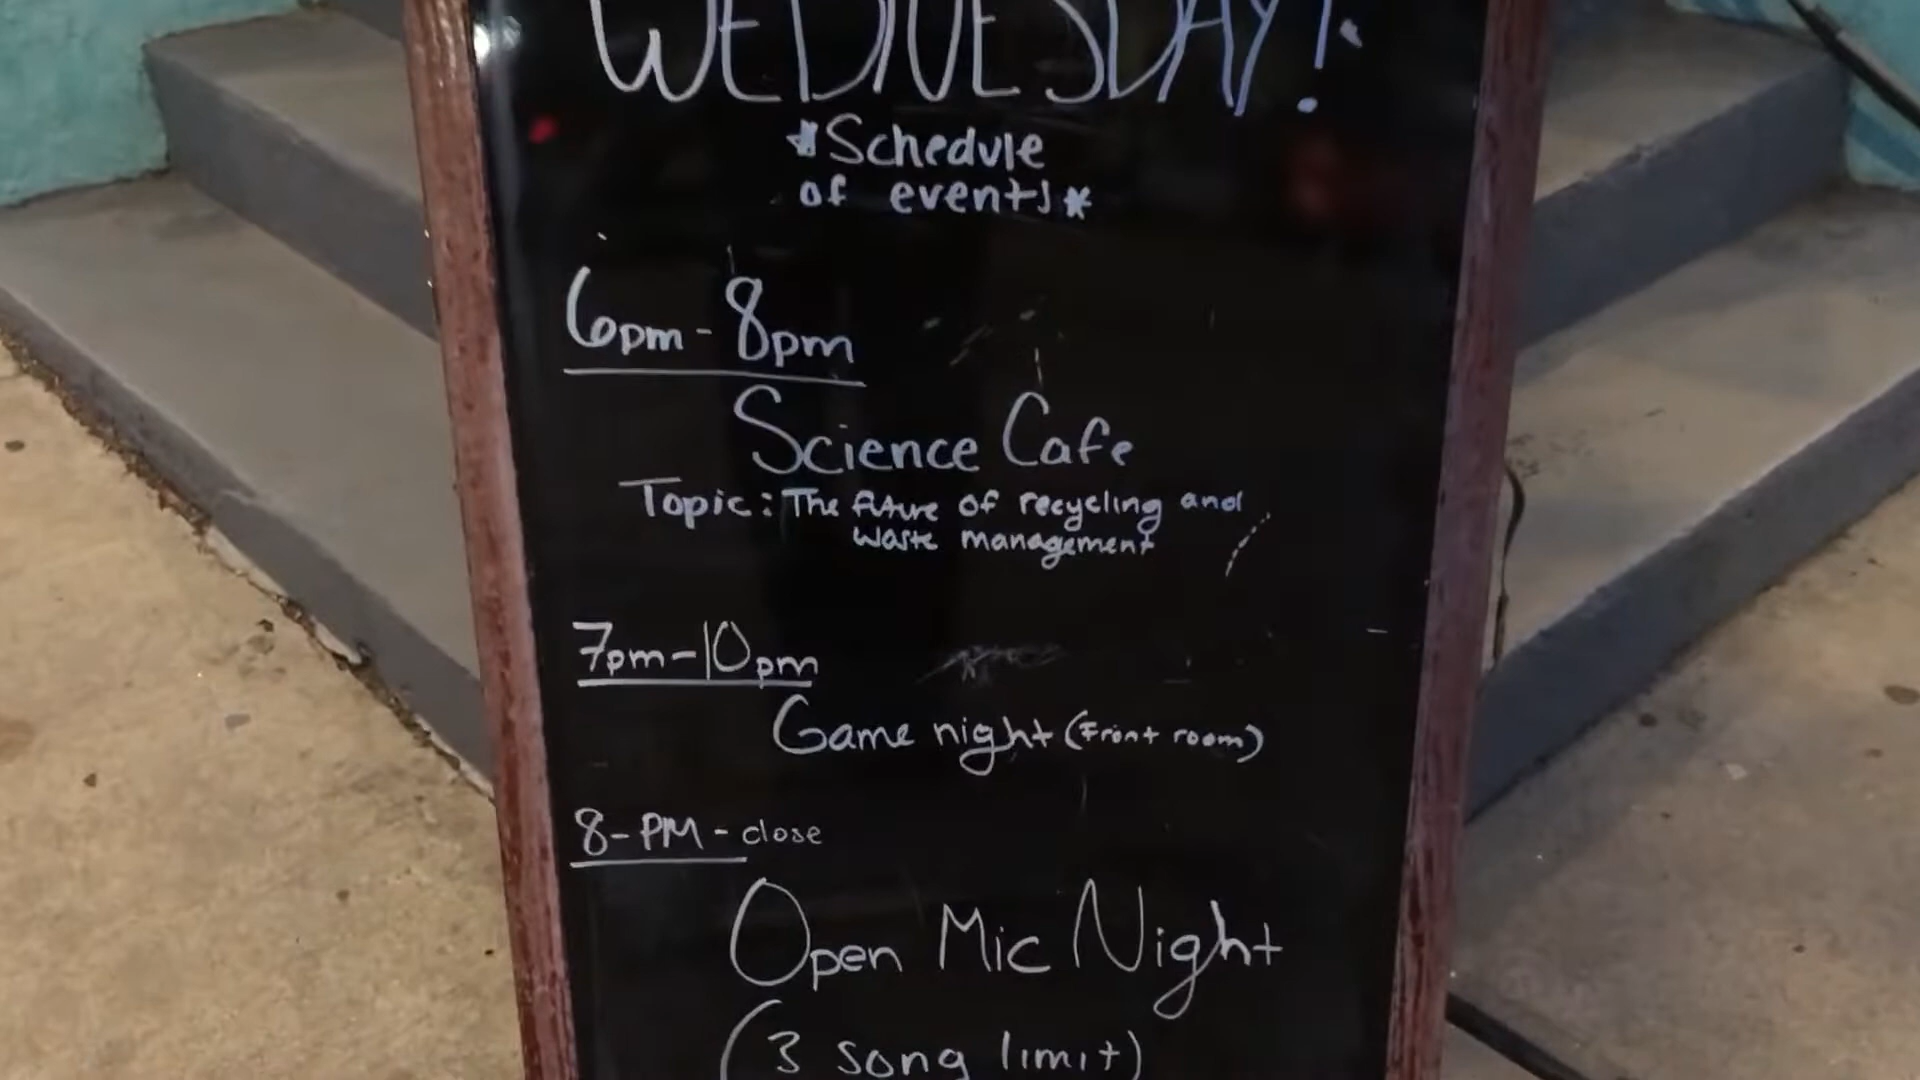 WEDNESDAY!
*Schedule
of events*
6pm - 8pm
Science Cafe
Topic: The future of recycling and
waste management
7pm-10pm
Game night (Front room)
8-PM - close
Open Mic Night
(3 song limit)